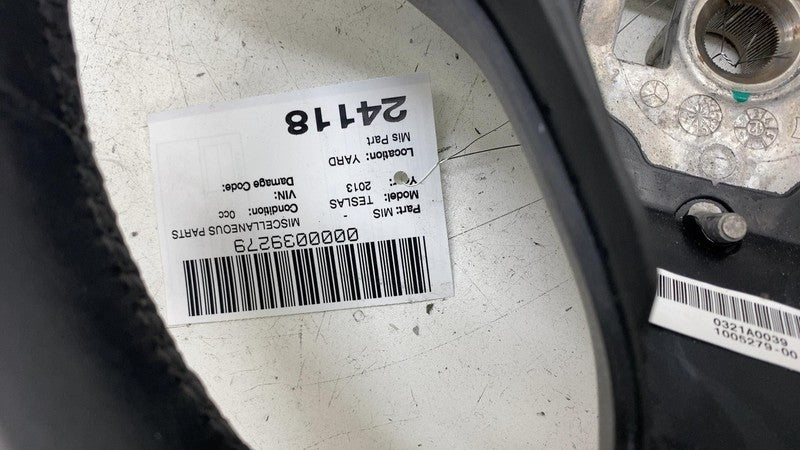 0000039279
MISCELLANEOUS PARTS
Part: MIS - Condition: 0cc
Model: TESLAS VIN:
2013 Damage Code:
Location: YARD
Mis Part
24118
0321A0039
1005279-00